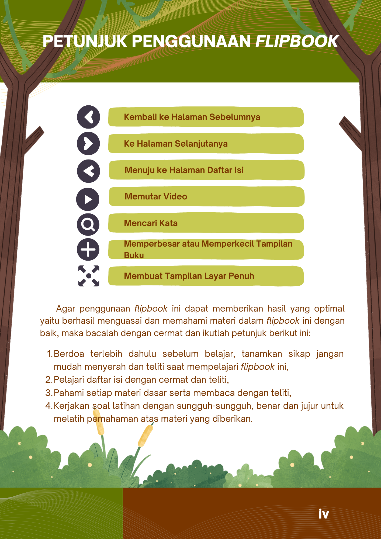 PETUNJUK PENGGUNAAN FLIPBOOK
Kembali ke Halaman Sebelumnya
Ke Halaman Selanjutanya
Menuju ke Halaman Daftar Isi
Memutar Video
Mencari Kata
Memperbesar atau Memperkecil Tampilan
Buku
Membuat Tampilan Layar Penuh
Agar penggunaan flipbook ini dapat memberikan hasil yang optimal
yaitu berhasil menguasai dan memahami materi dalam flipbook ini dengan
baik, maka bacalah dengan cermat dan ikutlah petunjuk berikut ini:
1.Berdoa terlebih dahulu sebelum belajar, tanamkan sikap jangan
mudah menyerah dan teliti saat mempelajari flipbook ini,
2.Pelajari daftar isi dengan cermat dan teliti,
3.Pahami setiap materi dasar serta membaca dengan teliti,
4.Kerjakan soal latihan dengan sungguh-sungguh, benar dan jujur untuk
melatih pemahaman atas materi yang diberikan.
iv